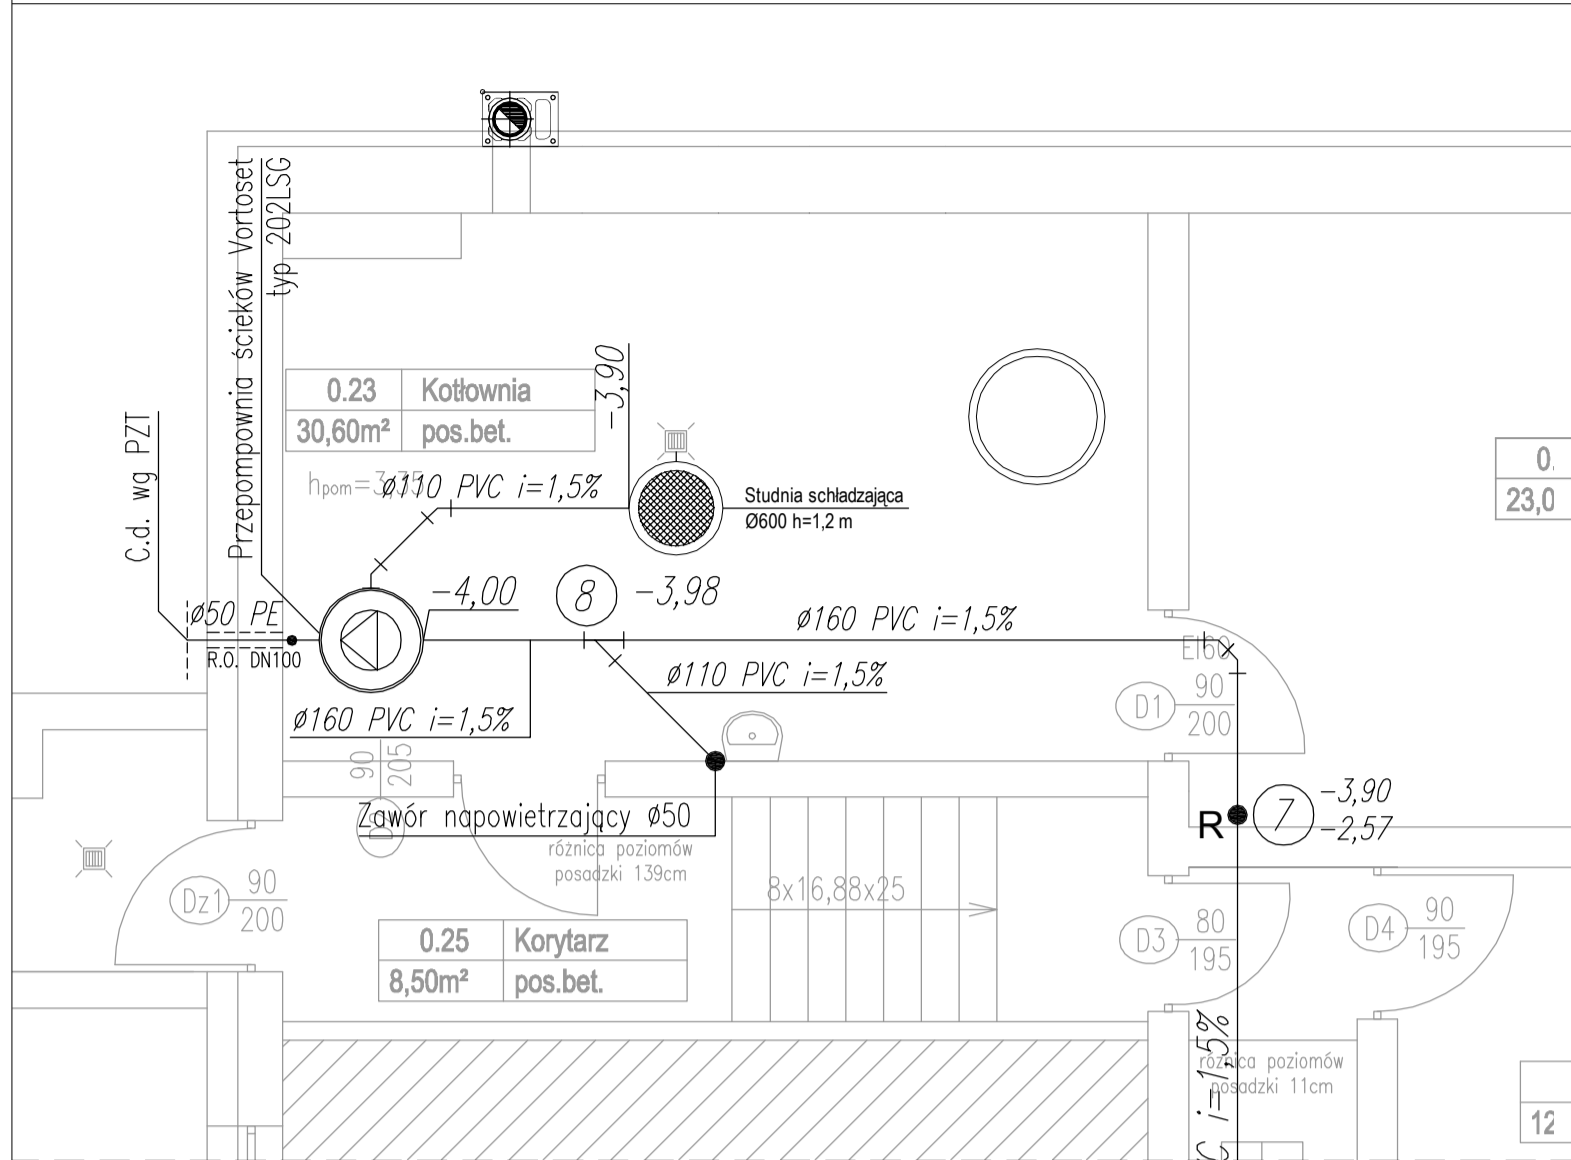 Przepompownia ścieków Vortoset
typ 202LSG
C.d. wg PZT
0.23 Kotłownia
30,60m² pos.bet.
hpom=3,35
-3,90
ø110 PVC i=1,5%
Studnia schładzająca
Ø600 h=1,2 m
0.
23,0
ø50 PE
R.O. DN100
-4,00
8
-3,98
ø160 PVC i=1,5%
ø110 PVC i=1,5%
ø160 PVC i=1,5%
EI60
D1
90
200
90
205
Zawór napowietrzający ø50
różnica poziomów
posadzki 139cm
R
7
-3,90
-2,57
8x16,88x25
Dz1
90
200
0.25 Korytarz
8,50m² pos.bet.
D3
80
195
D4
90
195
C i=1,5%
różnica poziomów
posadzki 11cm
12